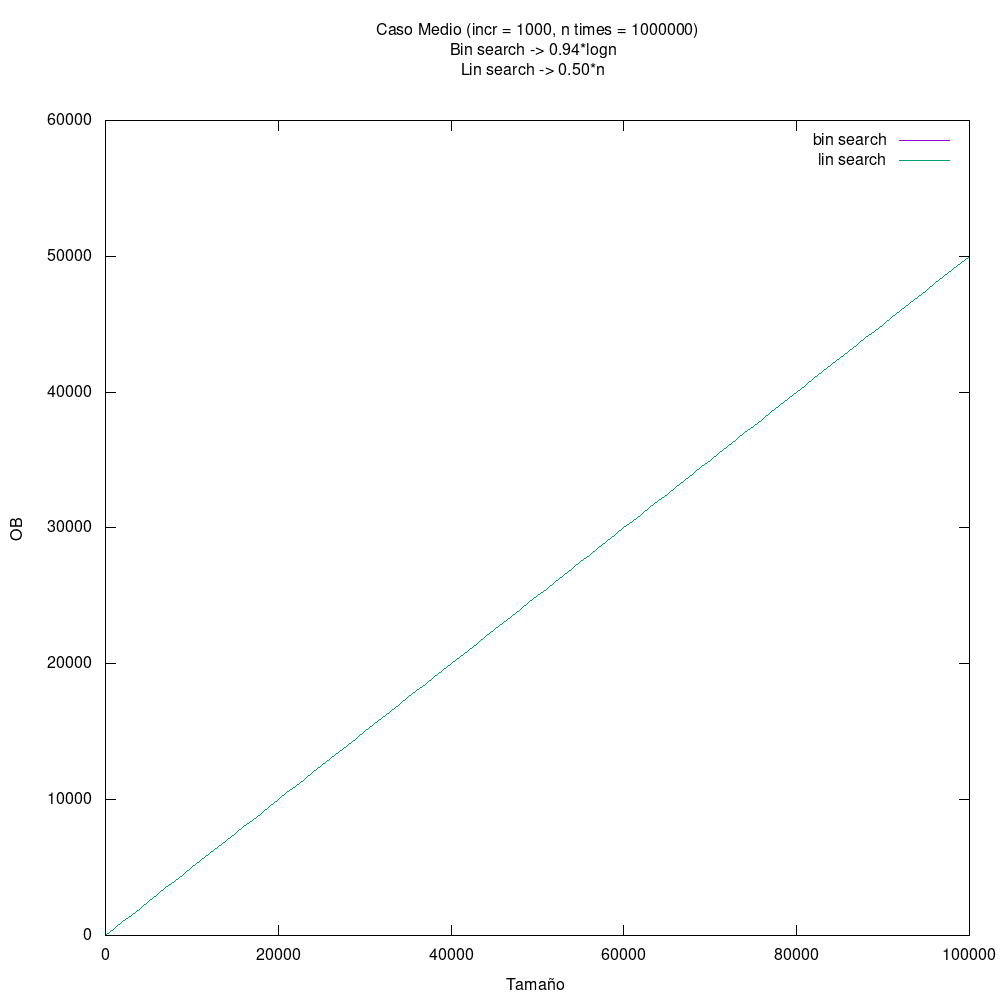 Caso Medio (incr = 1000, n times = 1000000)
Bin search -> 0.94*logn
Lin search -> 0.50*n
60000
50000
40000
30000
20000
10000
0
bin search
lin search
OB
0 20000 40000 60000 80000 100000
Tamaño